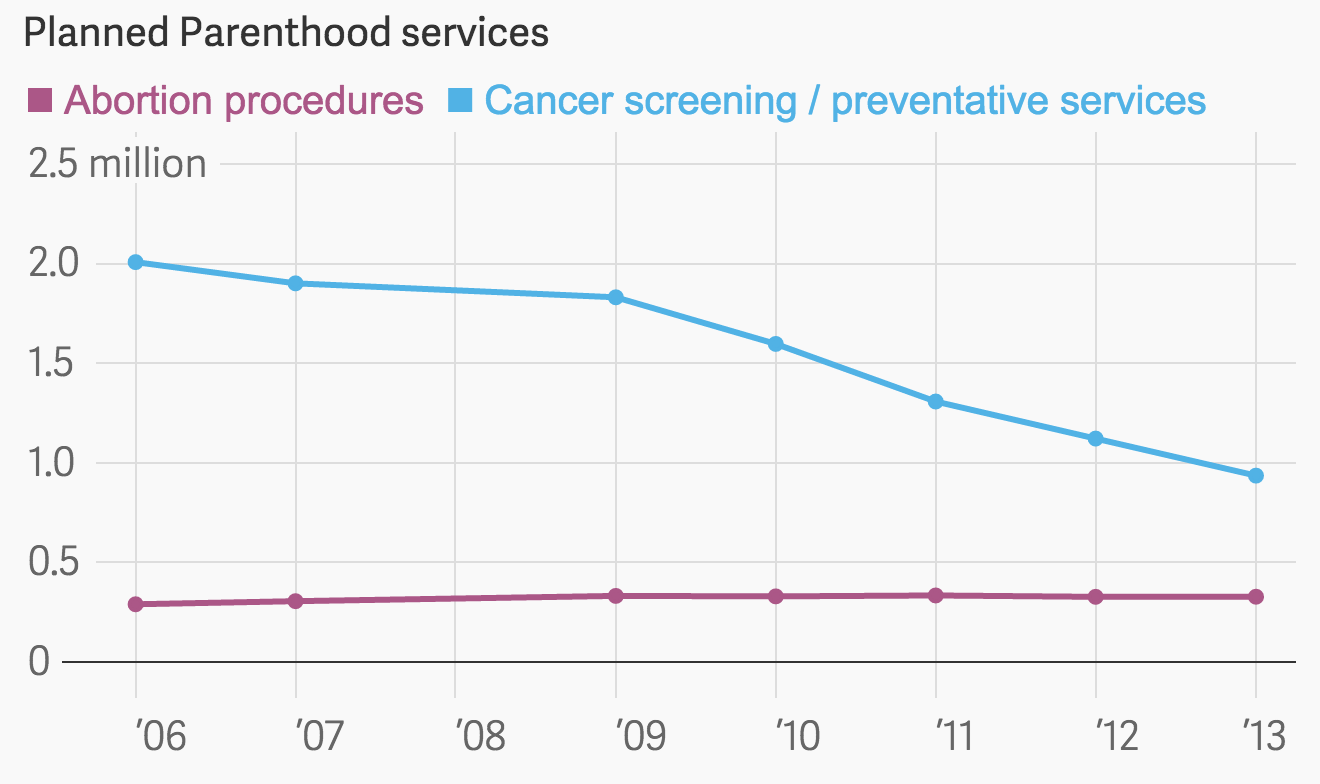 Planned Parenthood services
Abortion procedures Cancer screening / preventative services
2.5 million
2.0
1.5
1.0
0.5
0
’06 ’07 ’08 ’09 ’10 ’11 ’12 ’13